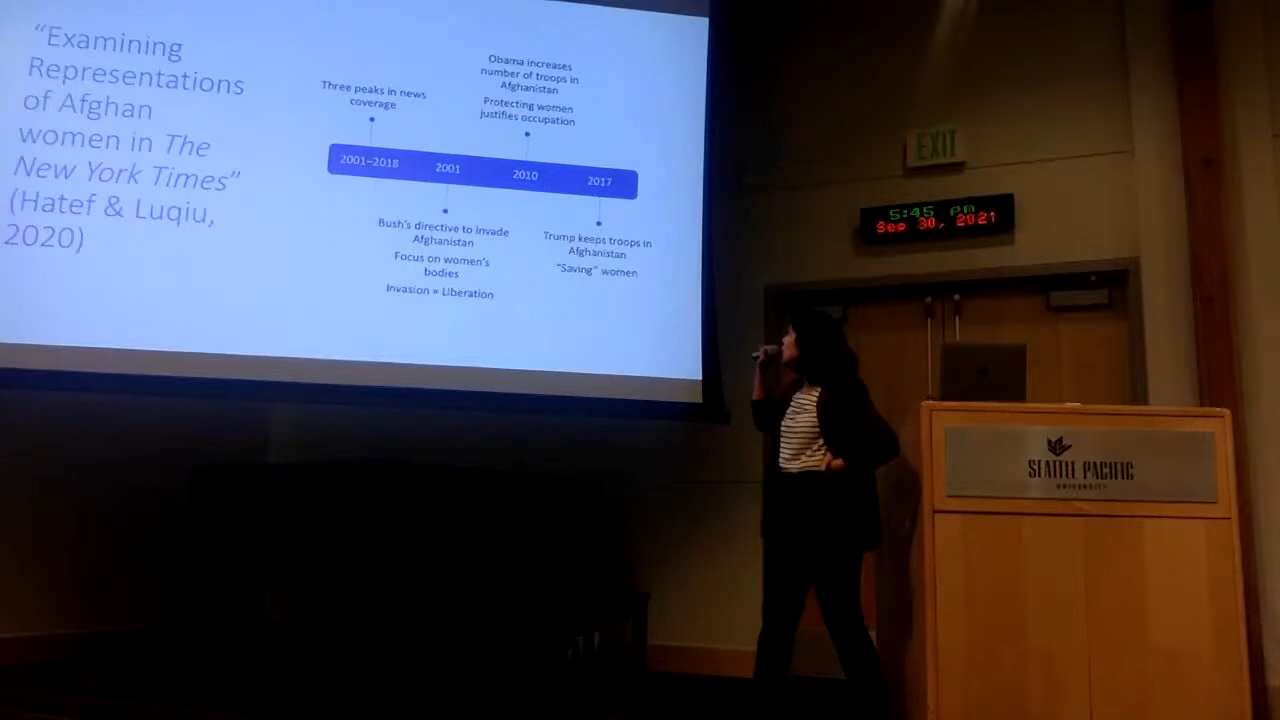 “Examining
Representations
of Afghan
women in The
New York Times”
(Hatef & Luqiu,
2020)
Three peaks in news
coverage
Obama increases
number of troops in
Afghanistan
Protecting women
justifies occupation
2001–2018
2001
2010
2017
Bush's directive to invade
Afghanistan
Focus on women's
bodies
Invasion = Liberation
Trump keeps troops in
Afghanistan
“Saving” women
EXIT
5:45 PM
Sep 30, 2021
SEATTLE PACIFIC
UNIVERSITY